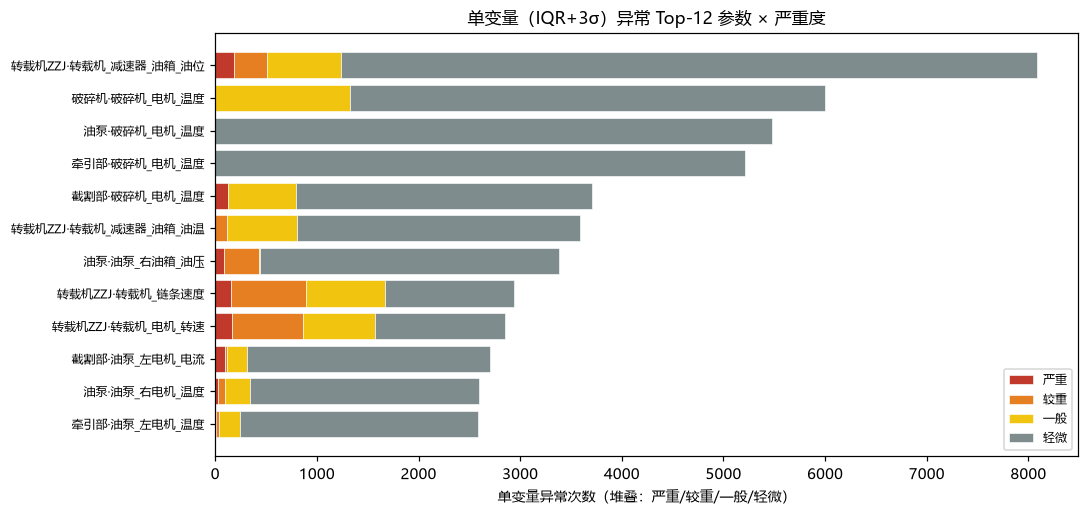 单变量（IQR+3σ）异常 Top-12 参数 × 严重度
转载机ZZJ·转载机_减速器_油箱_油位
破碎机·破碎机_电机_温度
油泵·破碎机_电机_温度
牵引部·破碎机_电机_温度
截割部·破碎机_电机_温度
转载机ZZJ·转载机_减速器_油箱_油温
油泵·油泵_右油箱_油压
转载机ZZJ·转载机_链条速度
转载机ZZJ·转载机_电机_转速
截割部·油泵_左电机_电流
油泵·油泵_右电机_温度
牵引部·油泵_左电机_温度
严重
较重
一般
轻微
0 1000 2000 3000 4000 5000 6000 7000 8000
单变量异常次数（堆叠：严重/较重/一般/轻微）